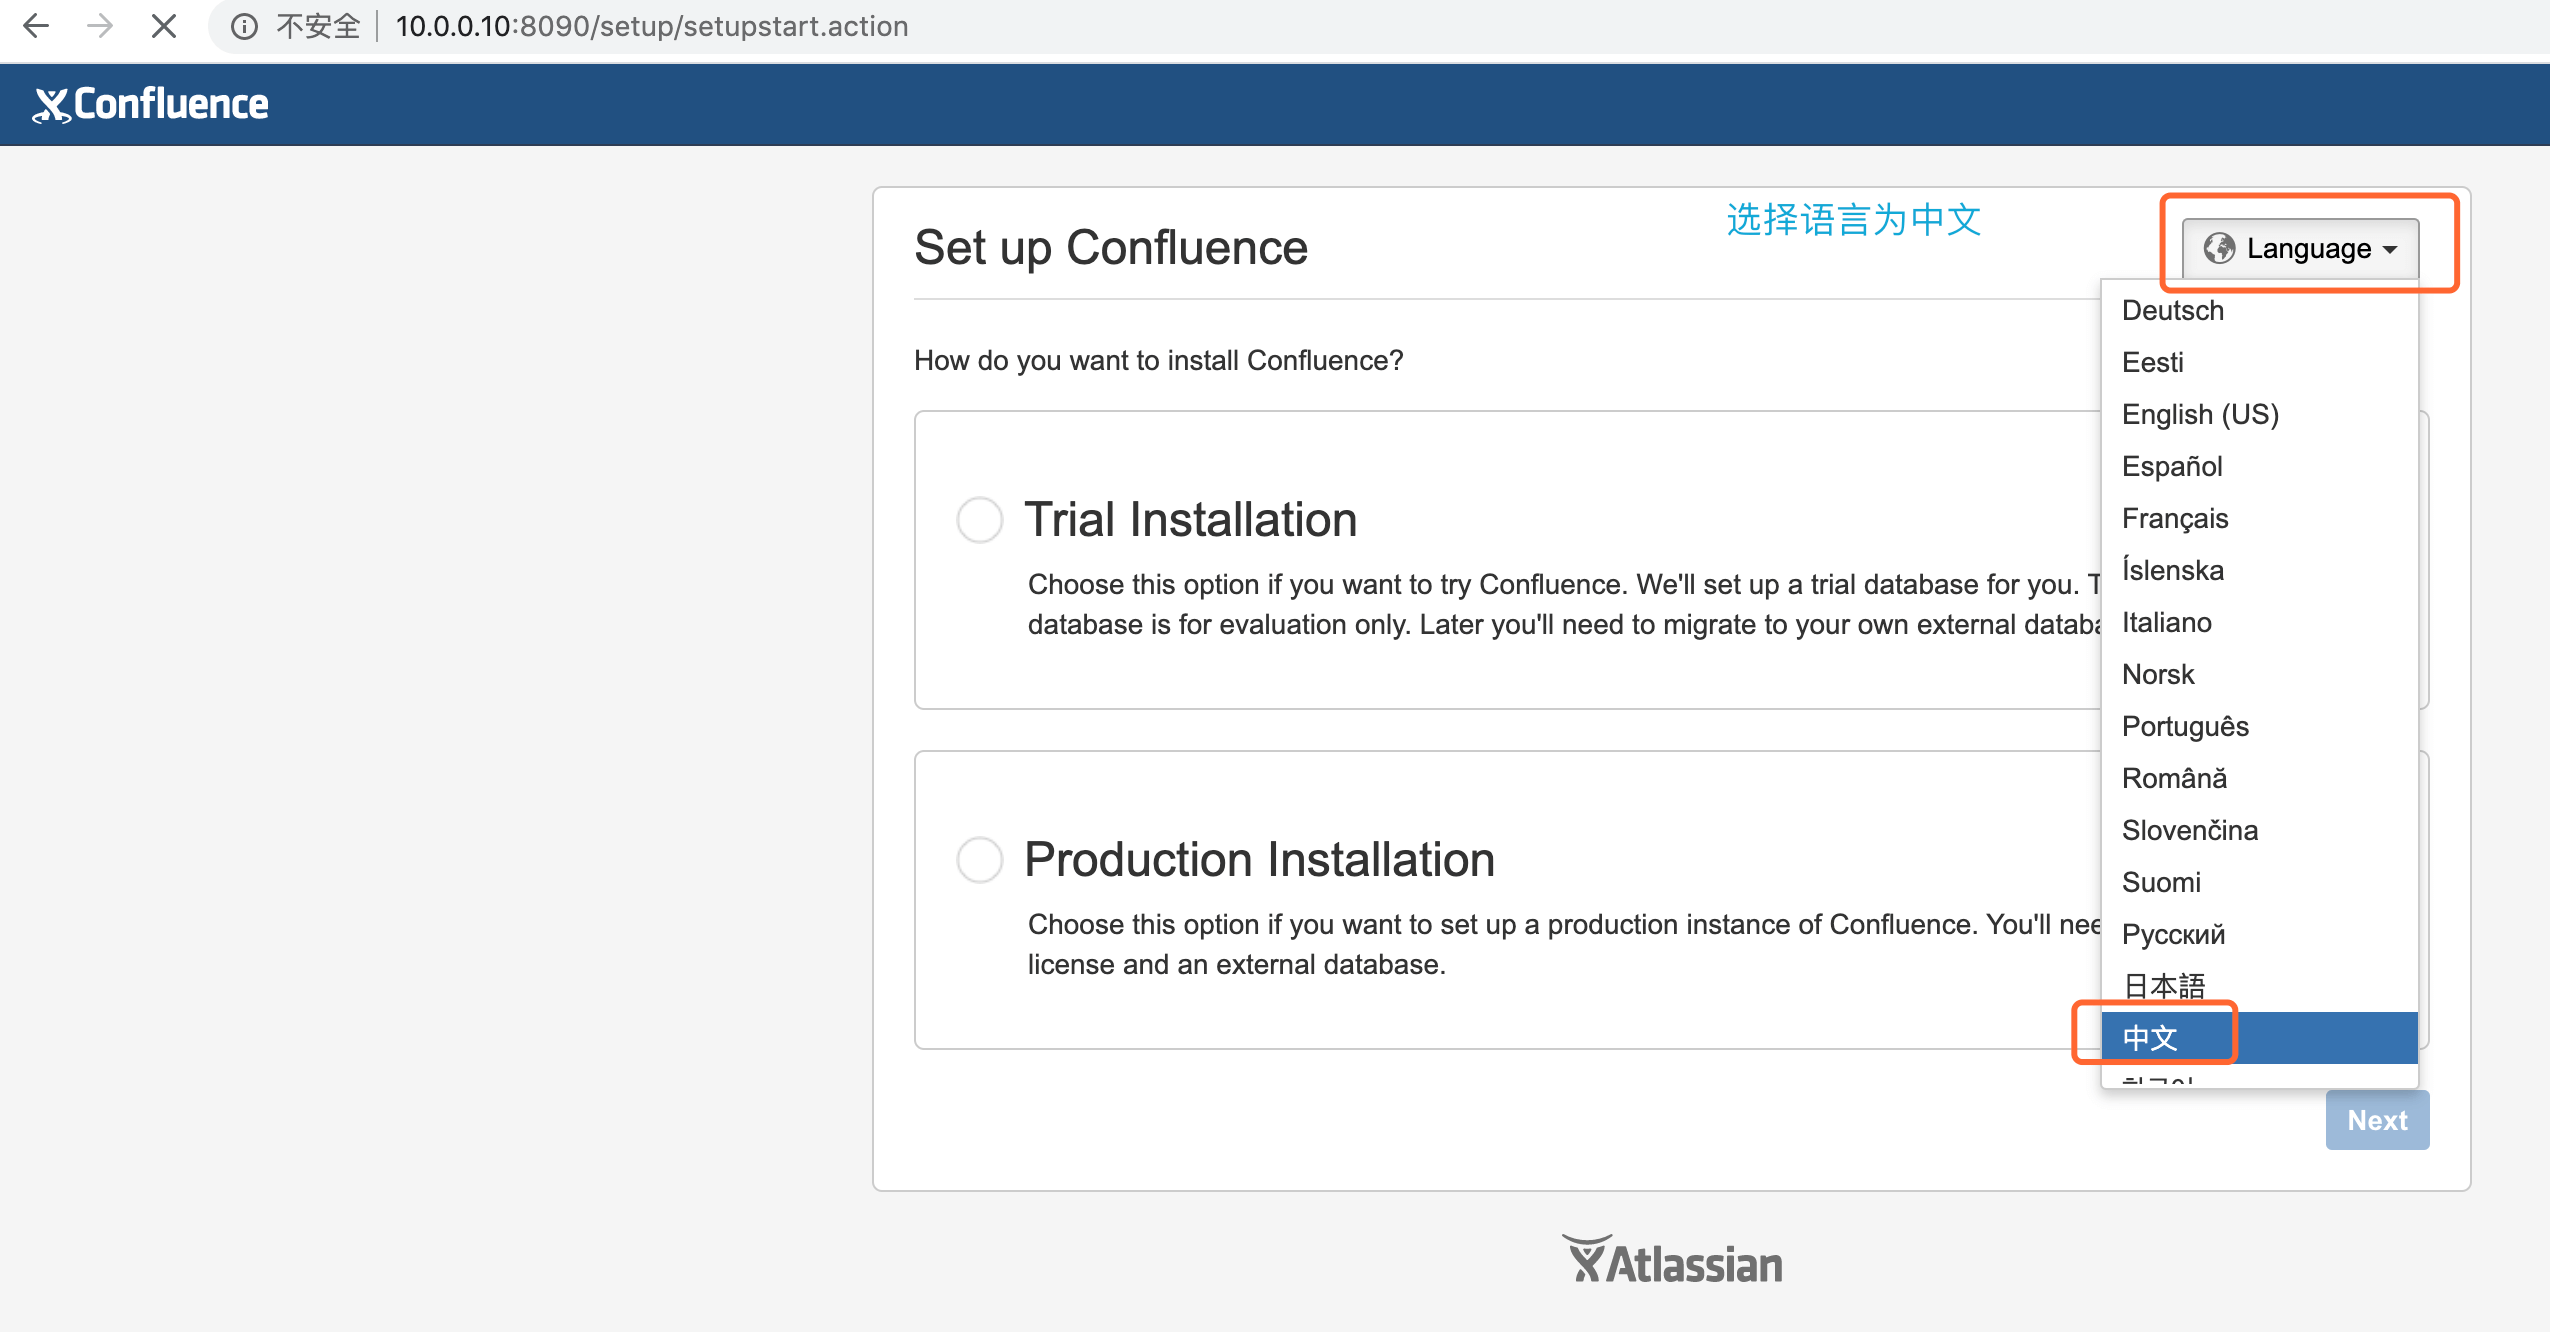 不安全 10.0.0.10:8090/setup/setupstart.action
Confluence
选择语言为中文
Set up Confluence
Language
How do you want to install Confluence?
Trial Installation
Choose this option if you want to try Confluence. We'll set up a trial database for you.
database is for evaluation only. Later you'll need to migrate to your own external
Production Installation
Choose this option if you want to set up a production instance of Confluence. You'll
license and an external database.
Deutsch
Eesti
English (US)
Español
Français
Íslenska
Italiano
Norsk
Português
Română
Slovenčina
Suomi
Русский
日本語
中文
Next
Atlassian